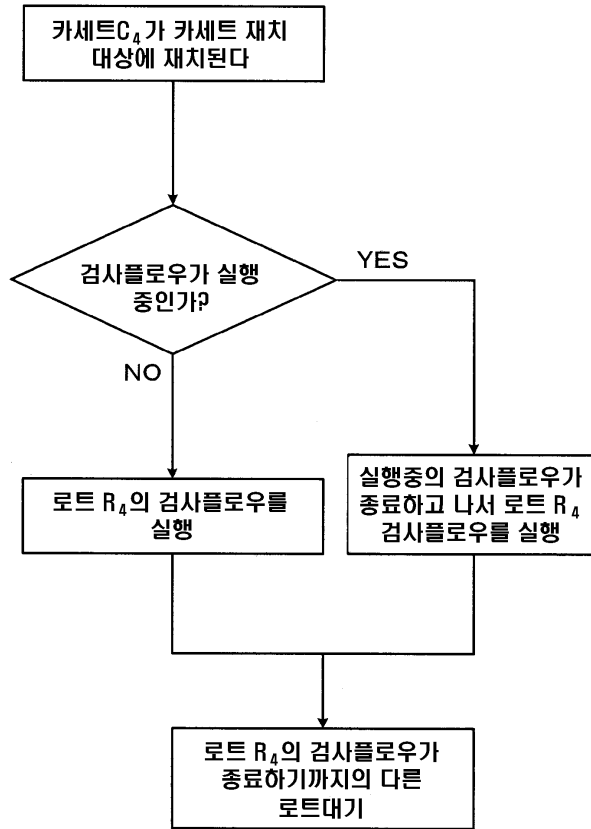 카세트C₄가 카세트 재치
대상에 재치된다
검사플로우가 실행
중인가?
YES
NO
로트 R₄의 검사플로우를
실행
실행중의 검사플로우가
종료하고 나서 로트 R₄
검사플로우를 실행
로트 R₄의 검사플로우가
종료하기까지의 다른
로트대기